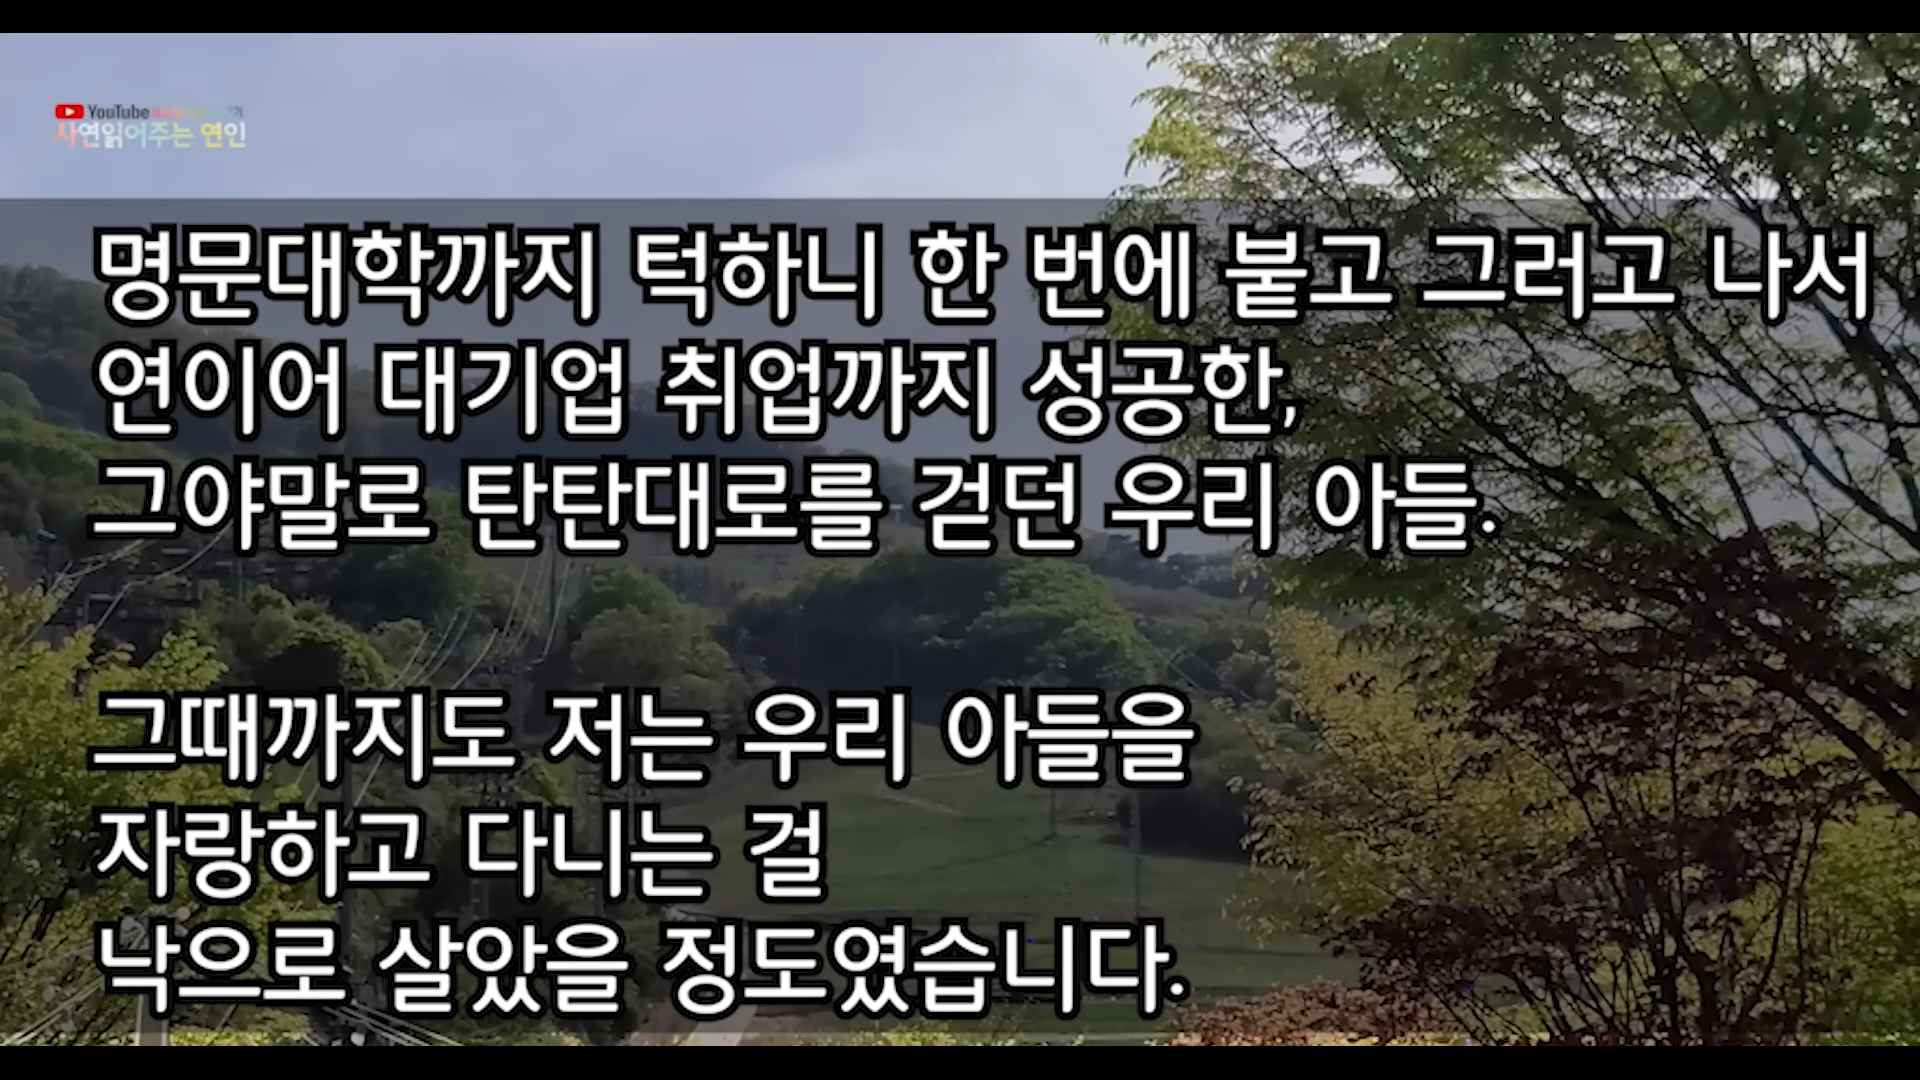 YouTube
사연읽어주는 연인
명문대학까지 턱하니 한 번에 붙고 그러고 나서
연이어 대기업 취업까지 성공한,
그야말로 탄탄대로를 걷던 우리 아들.
그때까지도 저는 우리 아들을
자랑하고 다니는 걸
낙으로 살았을 정도였습니다.